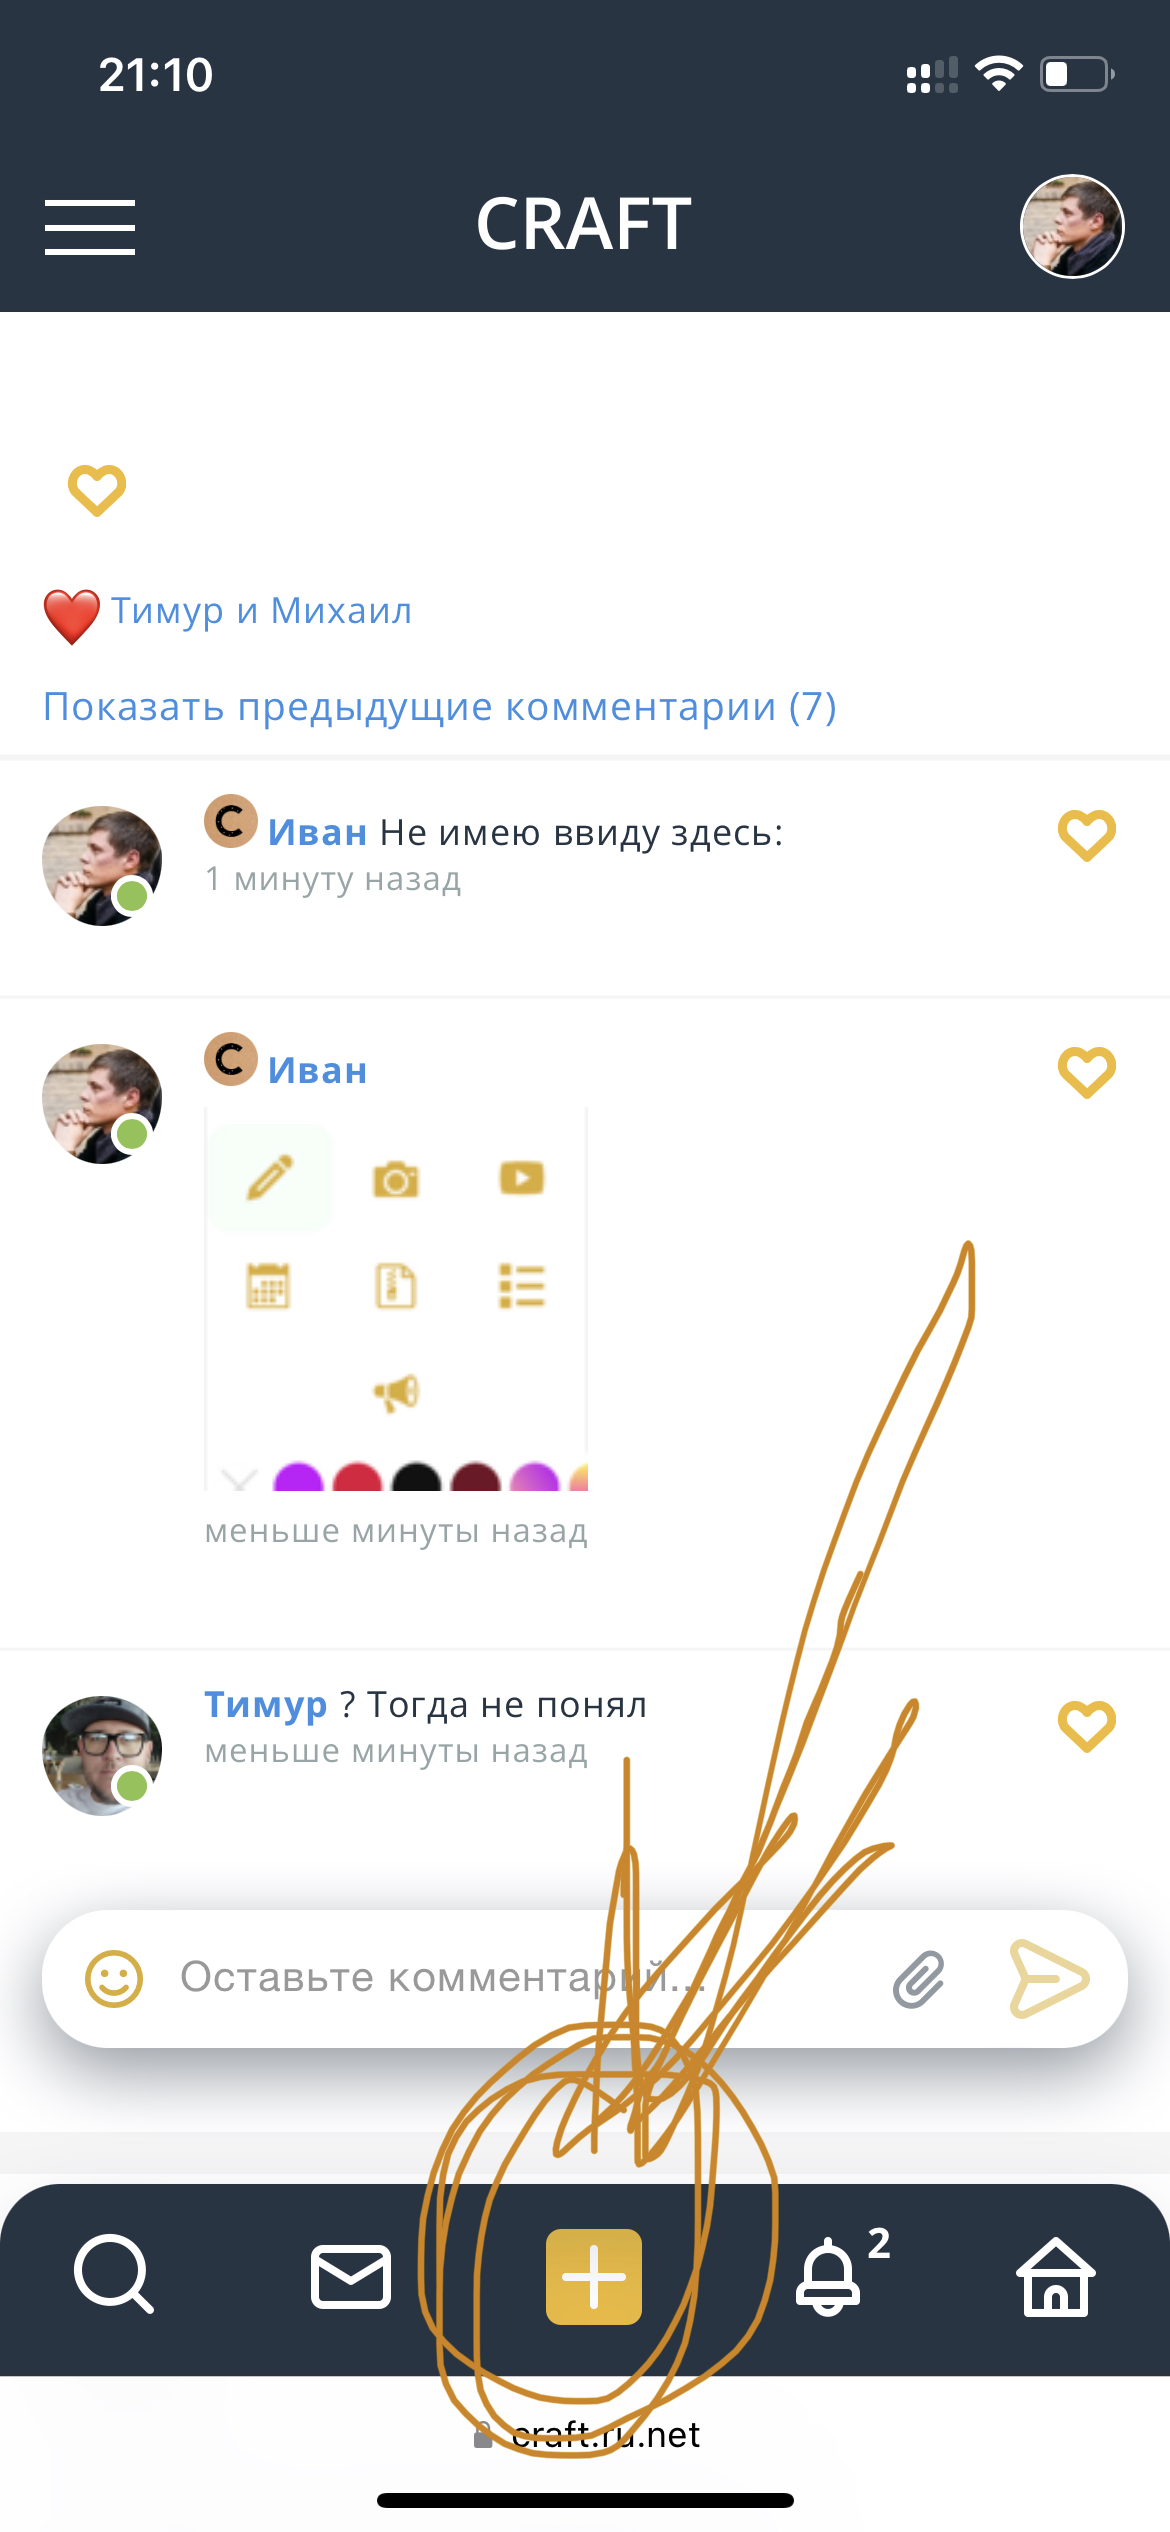 21:10
CRAFT
Тимур и Михаил
Показать предыдущие комментарии (7)
C Иван Не имею ввиду здесь:
1 минуту назад
C Иван
меньше минуты назад
Тимур ? Тогда не понял
меньше минуты назад
Оставьте комментарий...
2
craft.ru.net